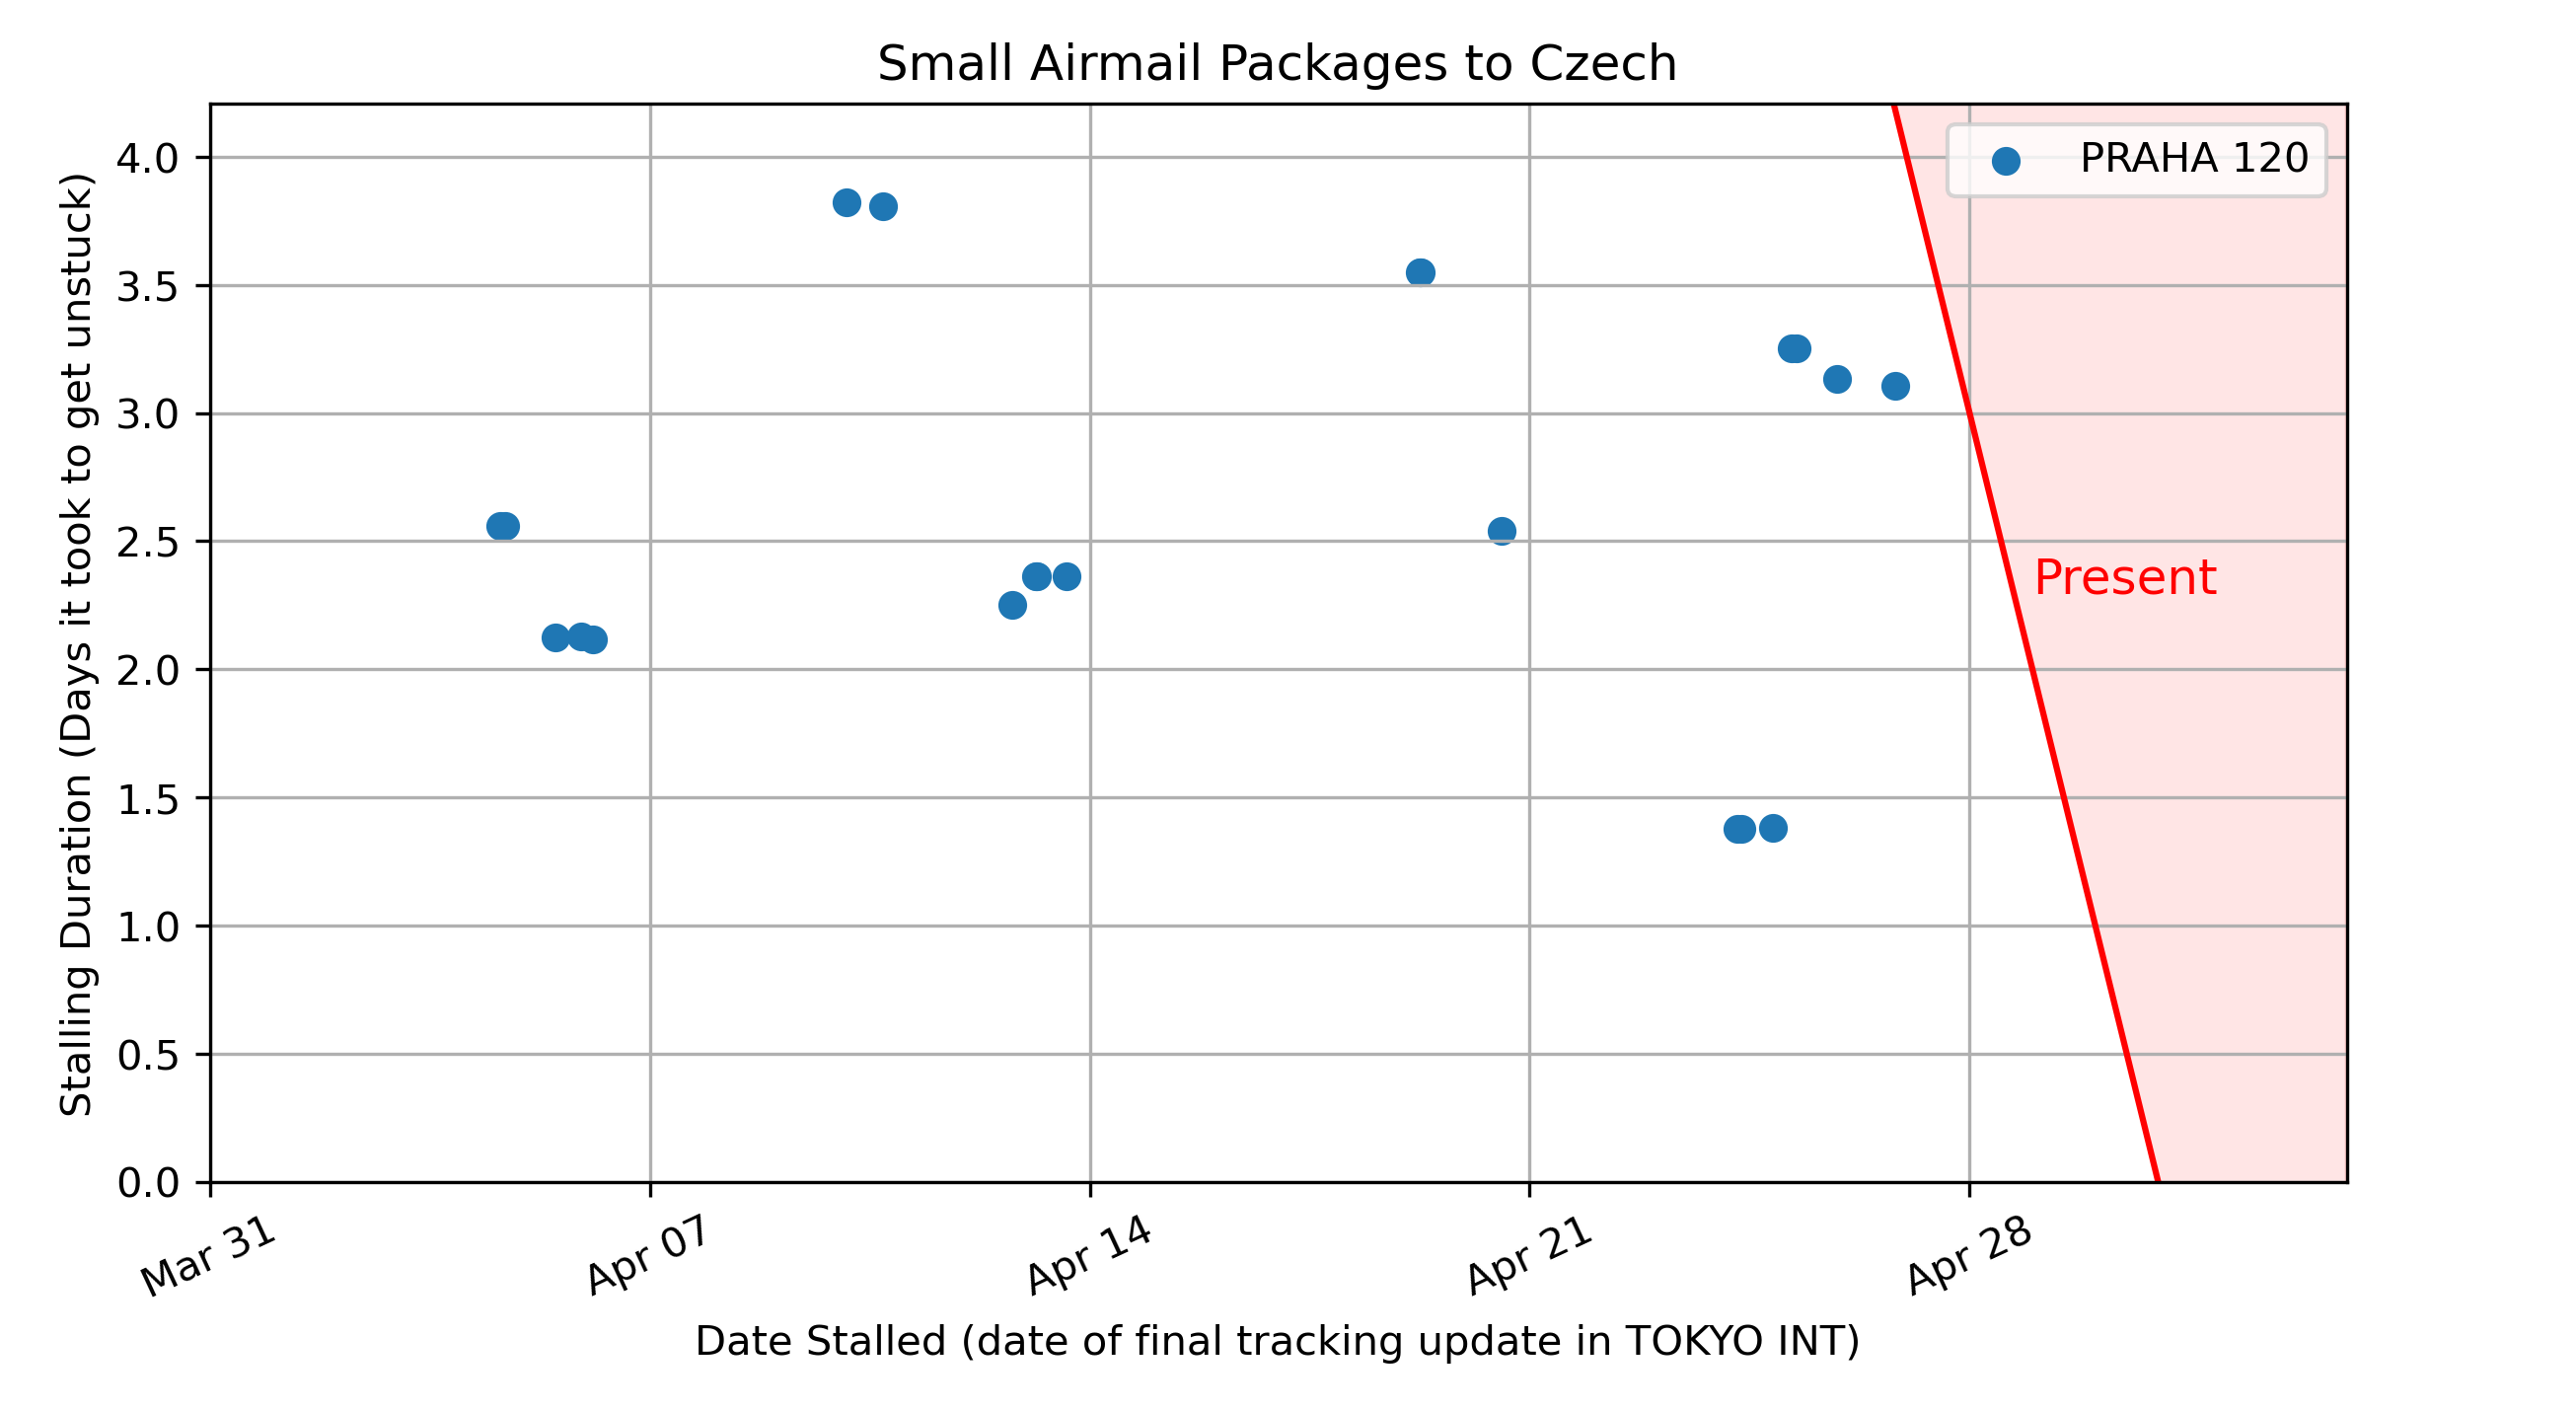 Small Airmail Packages to Czech
Stalling Duration (Days it took to get unstuck)
4.0
3.5
3.0
2.5
2.0
1.5
1.0
0.5
0.0
PRAHA 120
Present
Mar 31
Apr 07
Apr 14
Apr 21
Apr 28
Date Stalled (date of final tracking update in TOKYO INT)